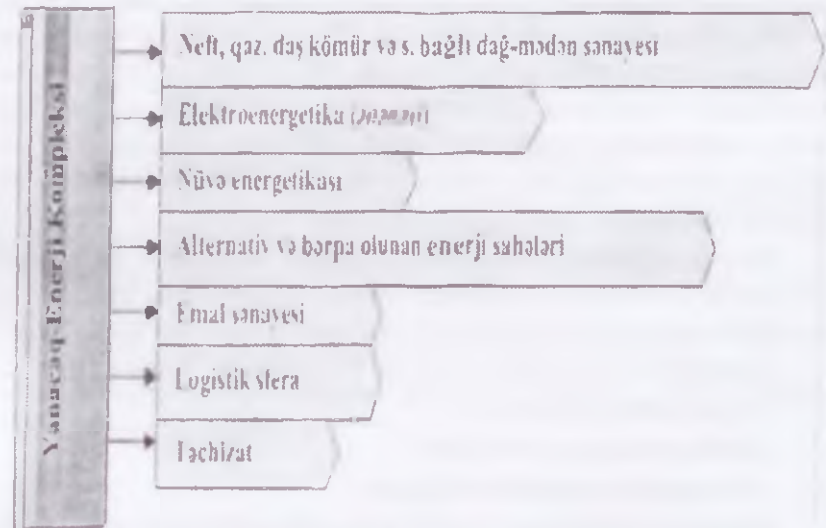 Yanacaq-Enerji Kompleksi
Neft, qaz, daş kömür və s. bağlı dağ-mədən sənayesi
Elektroenergetika
Nüvə energetikası
Alternativ və bərpa olunan enerji sahələri
Emal sənayesi
Logistik sfera
Təchizat